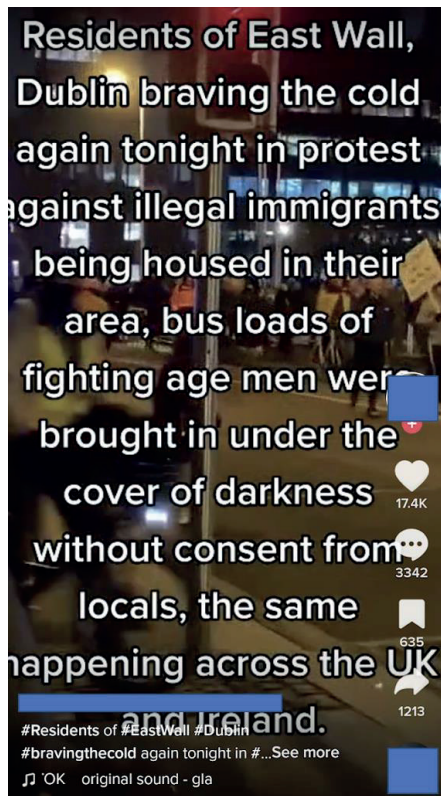 Residents of East Wall,
Dublin braving the cold
again tonight in protest
against illegal immigrants
being housed in their
area, bus loads of
fighting age men were
brought in under the
cover of darkness
without consent from
locals, the same
happening across the UK
and Ireland.
17.4K
3342
635
1213
#Residents of #EastWall #Dublin
#bravingthecold again tonight in #...See more
OK original sound - gla